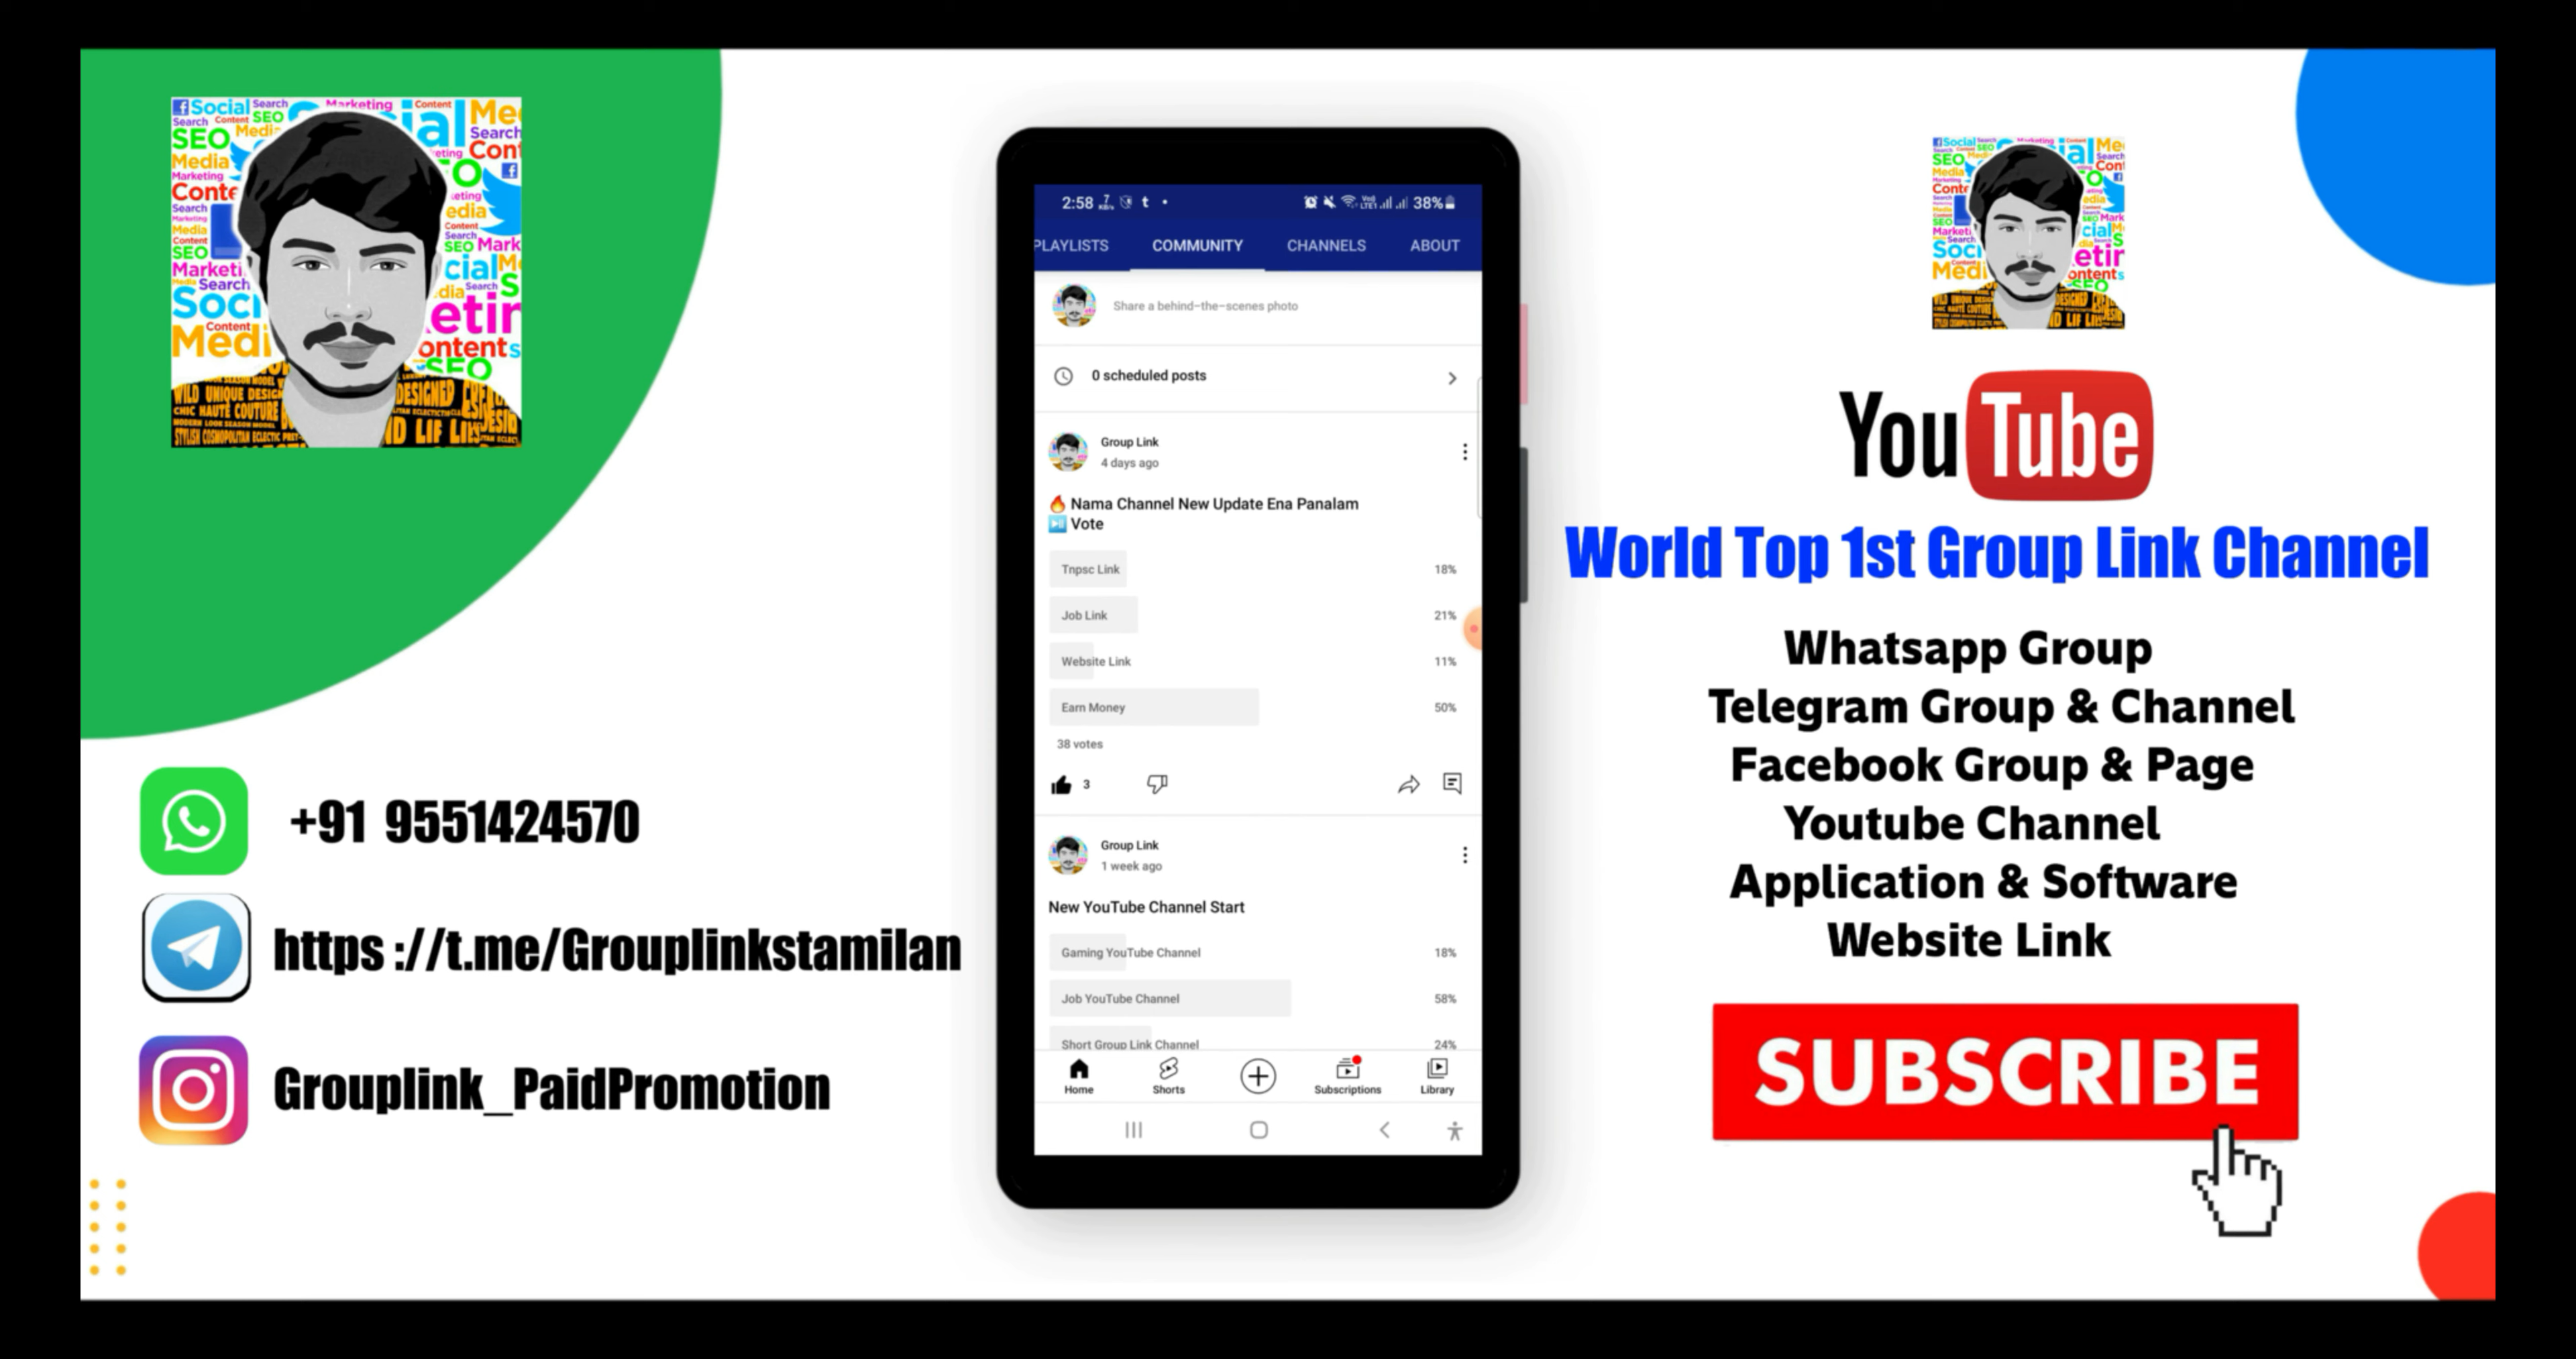 +91 9551424570
https ://t.me/Grouplinkstamilan
Grouplink_PaidPromotion
2:58
38%
PLAYLISTS COMMUNITY CHANNELS ABOUT
Share a behind-the-scenes photo
0 scheduled posts
Group Link
4 days ago
🔥 Nama Channel New Update Ena Panalam
⏯ Vote
Tnpsc Link 18%
Job Link 21%
Website Link 11%
Earn Money 50%
38 votes
3
Group Link
1 week ago
New YouTube Channel Start
Gaming YouTube Channel 18%
Job YouTube Channel 58%
Short Group Link Channel 24%
Home Shorts Subscriptions Library
YouTube
World Top 1st Group Link Channel
Whatsapp Group
Telegram Group & Channel
Facebook Group & Page
Youtube Channel
Application & Software
Website Link
SUBSCRIBE